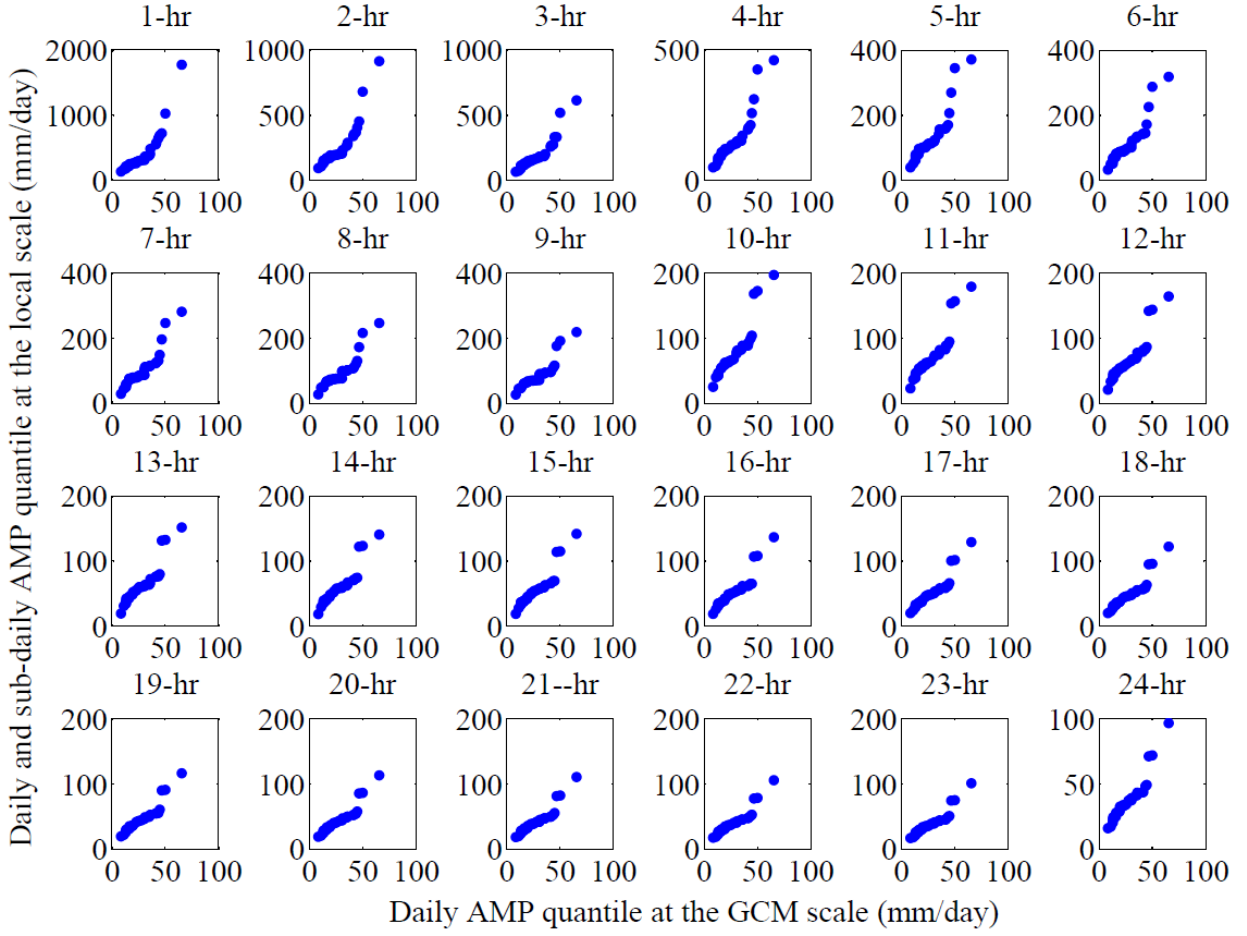 1-hr 2-hr 3-hr 4-hr 5-hr 6-hr
2000 1000 1000 500 400 400
1000 500 500 200 200
0 0 0 0 0 0
0 50 100 0 50 100 0 50 100 0 50 100 0 50 100 0 50 100
7-hr 8-hr 9-hr 10-hr 11-hr 12-hr
400 400 400 200 200 200
200 200 200 100 100 100
0 0 0 0 0 0
0 50 100 0 50 100 0 50 100 0 50 100 0 50 100 0 50 100
13-hr 14-hr 15-hr 16-hr 17-hr 18-hr
200 200 200 200 200 200
100 100 100 100 100 100
0 0 0 0 0 0
0 50 100 0 50 100 0 50 100 0 50 100 0 50 100 0 50 100
19-hr 20-hr 21--hr 22-hr 23-hr 24-hr
200 200 200 200 200 100
100 100 100 100 100 50
0 0 0 0 0 0
0 50 100 0 50 100 0 50 100 0 50 100 0 50 100 0 50 100
Daily AMP quantile at the GCM scale (mm/day)
Daily and sub-daily AMP quantile at the local scale (mm/day)